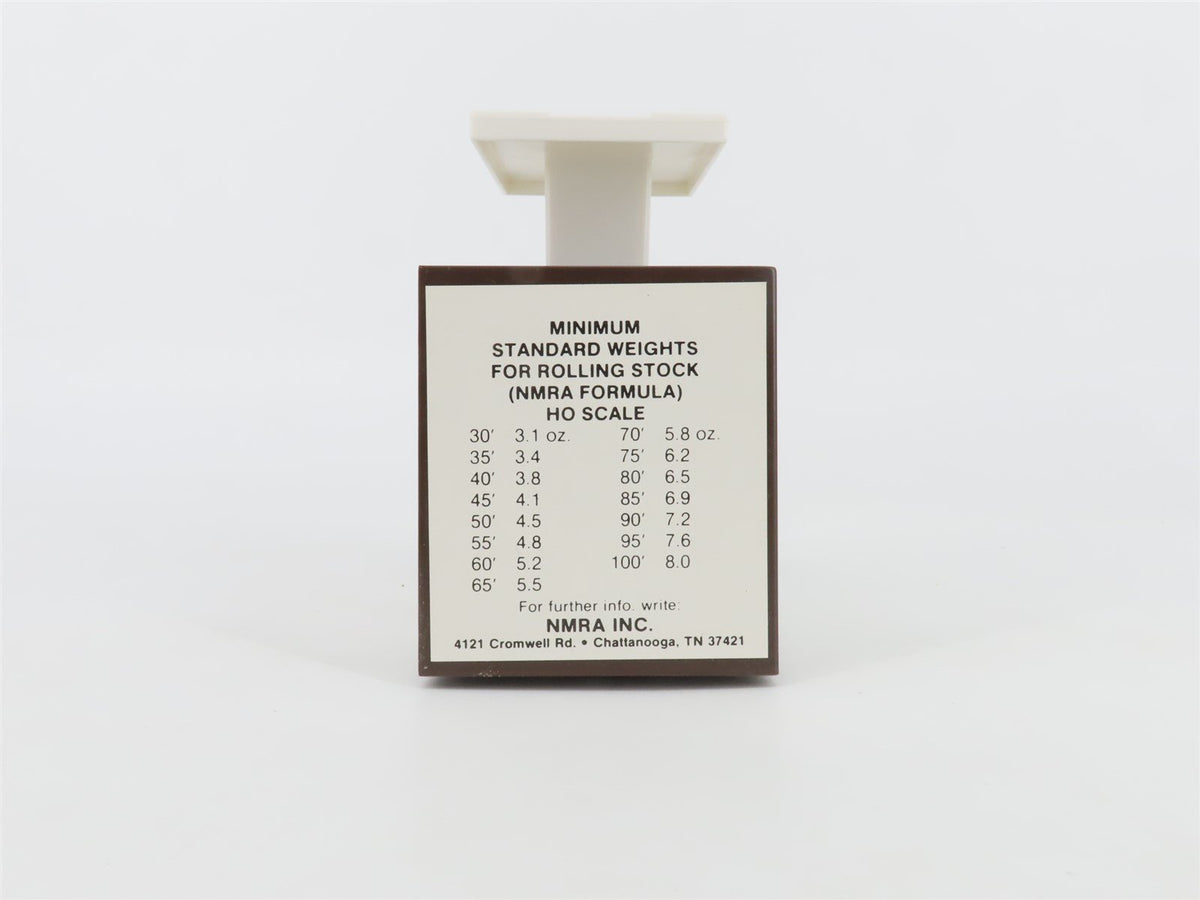 MINIMUM
STANDARD WEIGHTS
FOR ROLLING STOCK
(NMRA FORMULA)
HO SCALE
30' 3.1 oz. 70' 5.8 oz.
35' 3.4 75' 6.2
40' 3.8 80' 6.5
45' 4.1 85' 6.9
50' 4.5 90' 7.2
55' 4.8 95' 7.6
60' 5.2 100' 8.0
65' 5.5
For further info. write:
NMRA INC.
4121 Cromwell Rd. • Chattanooga, TN 37421